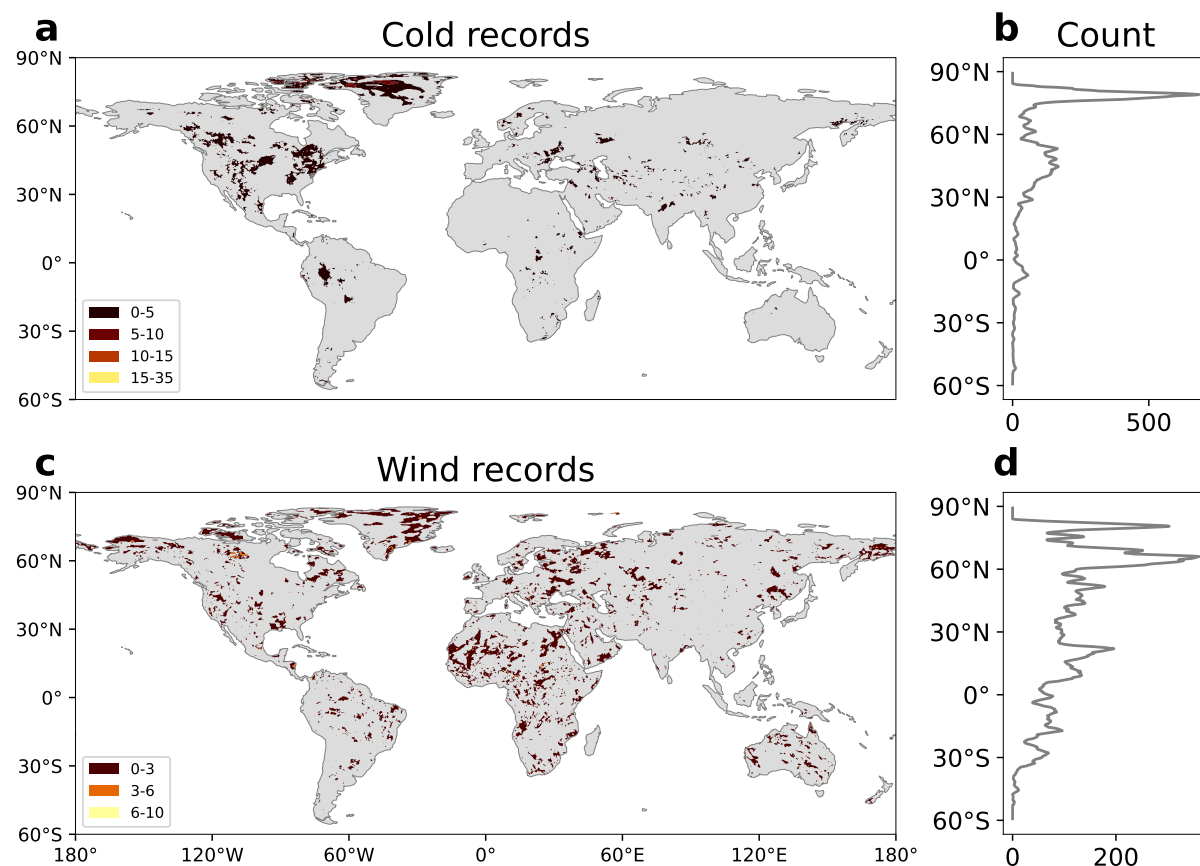 a
Cold records
90°N
60°N
30°N
0°
30°S
60°S
0-5
5-10
10-15
15-35
b
Count
90°N
60°N
30°N
0°
30°S
60°S
0
500
c
Wind records
90°N
60°N
30°N
0°
30°S
60°S
0-3
3-6
6-10
180°
120°W
60°W
0°
60°E
120°E
180°
d
90°N
60°N
30°N
0°
30°S
60°S
0
200